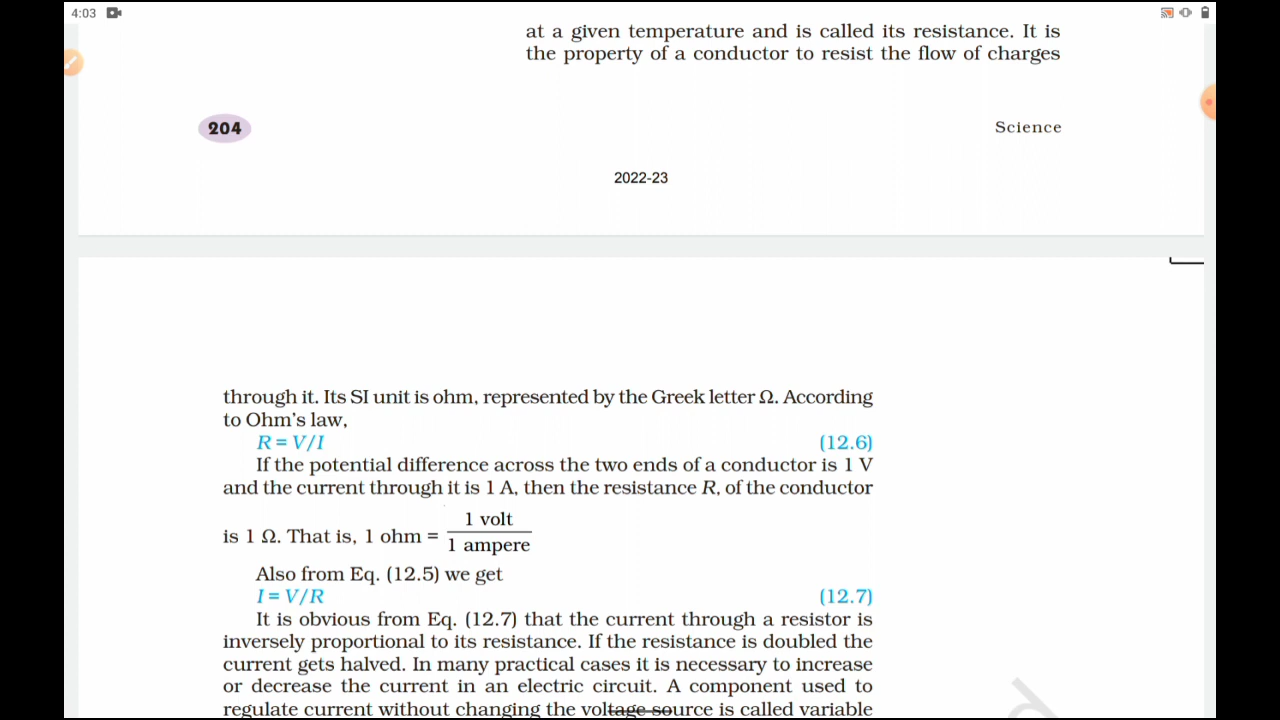 4:03
at a given temperature and is called its resistance. It is
the property of a conductor to resist the flow of charges
204
Science
2022-23
through it. Its SI unit is ohm, represented by the Greek letter Ω. According
to Ohm's law,
R = V/I (12.6)
If the potential difference across the two ends of a conductor is 1 V
and the current through it is 1 A, then the resistance R, of the conductor
is 1 Ω. That is, 1 ohm = 1 volt / 1 ampere
Also from Eq. (12.5) we get
I = V/R (12.7)
It is obvious from Eq. (12.7) that the current through a resistor is
inversely proportional to its resistance. If the resistance is doubled the
current gets halved. In many practical cases it is necessary to increase
or decrease the current in an electric circuit. A component used to
regulate current without changing the voltage source is called variable